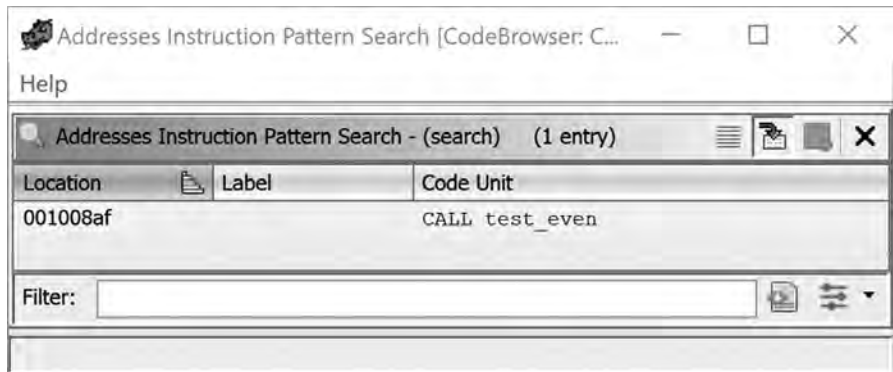 Addresses Instruction Pattern Search [CodeBrowser: C...
Help
Addresses Instruction Pattern Search - (search) (1 entry)
Location Label Code Unit
001008af CALL test_even
Filter: